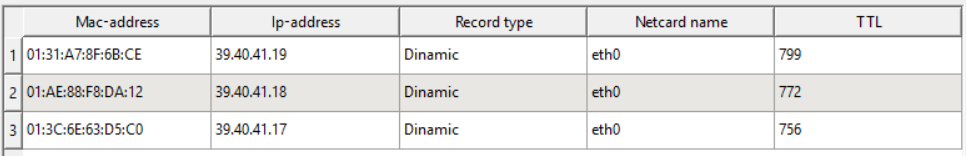 Mac-address Ip-address Record type Netcard name TTL
1 01:31:A7:8F:6B:CE 39.40.41.19 Dinamic eth0 799
2 01:AE:88:F8:DA:12 39.40.41.18 Dinamic eth0 772
3 01:3C:6E:63:D5:C0 39.40.41.17 Dinamic eth0 756